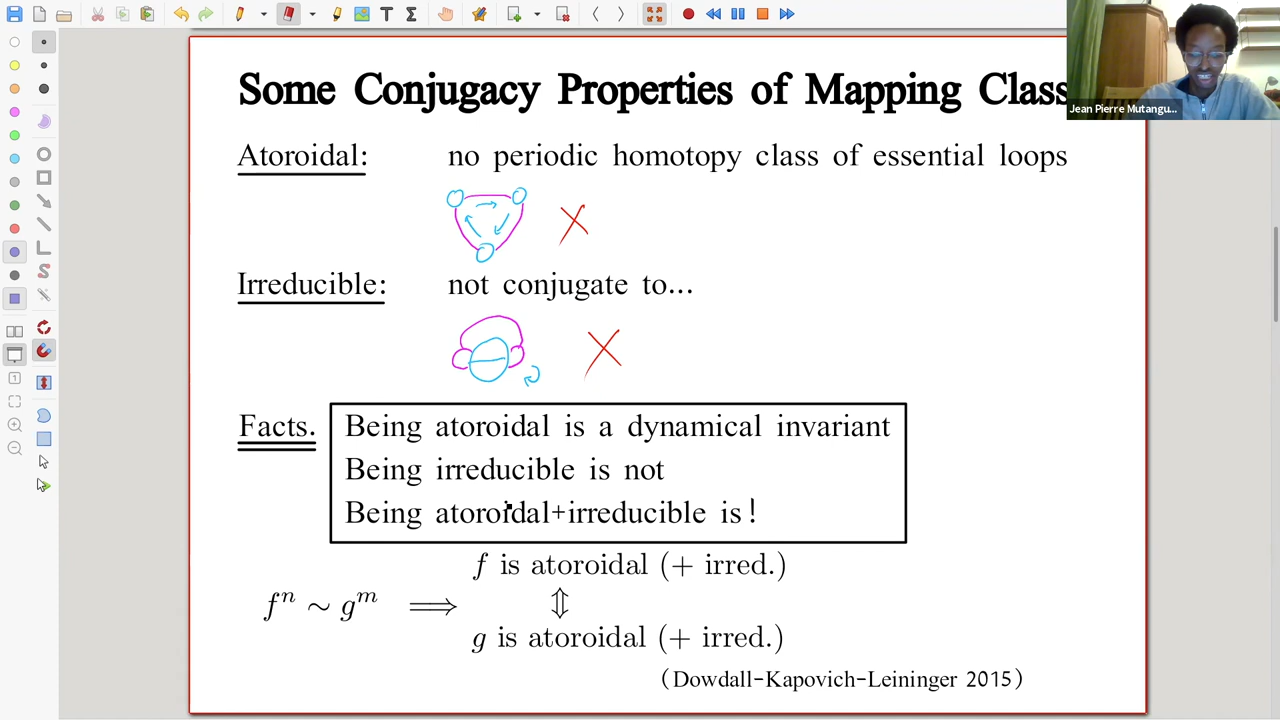 Some Conjugacy Properties of Mapping Class
Jean Pierre Mutangu...
Atoroidal: no periodic homotopy class of essential loops
Irreducible: not conjugate to...
Facts. Being atoroidal is a dynamical invariant
Being irreducible is not
Being atoroidal+irreducible is!
f is atoroidal (+ irred.)
fⁿ ∼ gᵐ ⟹ ⇕
g is atoroidal (+ irred.)
(Dowdall-Kapovich-Leininger 2015)